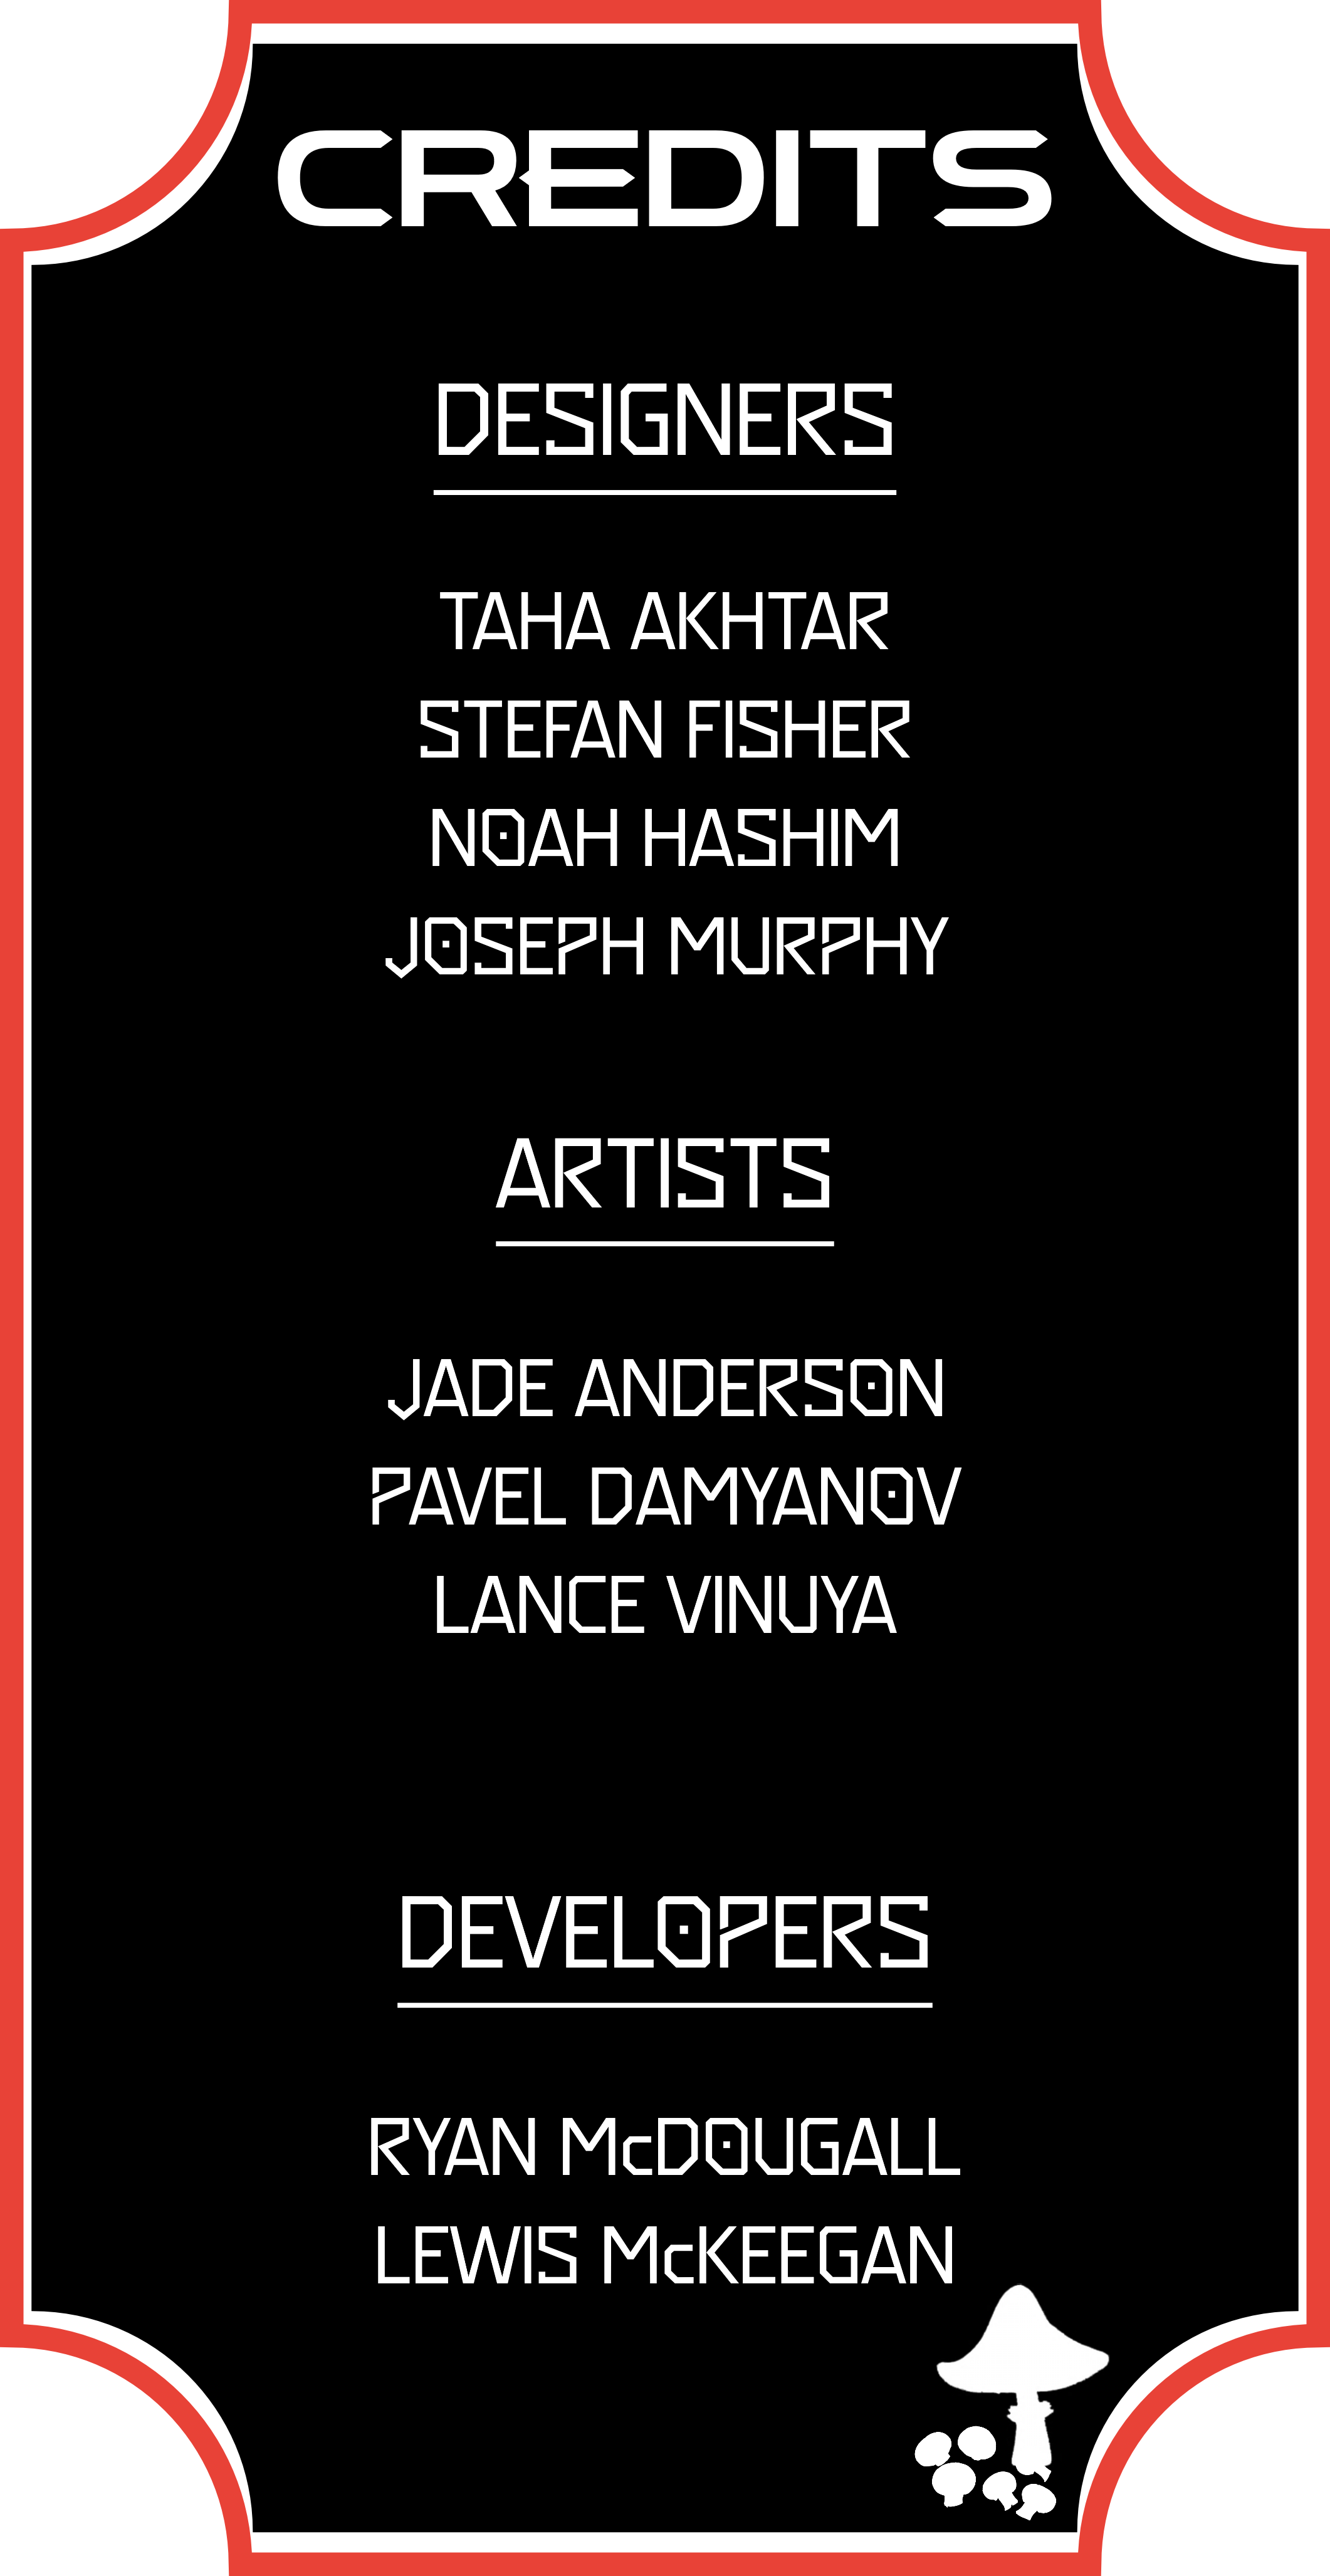 CREDITS
DESIGNERS
TAHA AKHTAR
STEFAN FISHER
NOAH HASHIM
JOSEPH MURPHY
ARTISTS
JADE ANDERSON
PAVEL DAMYANOV
LANCE VINUYA
DEVELOPERS
RYAN McDOUGALL
LEWIS McKEEGAN